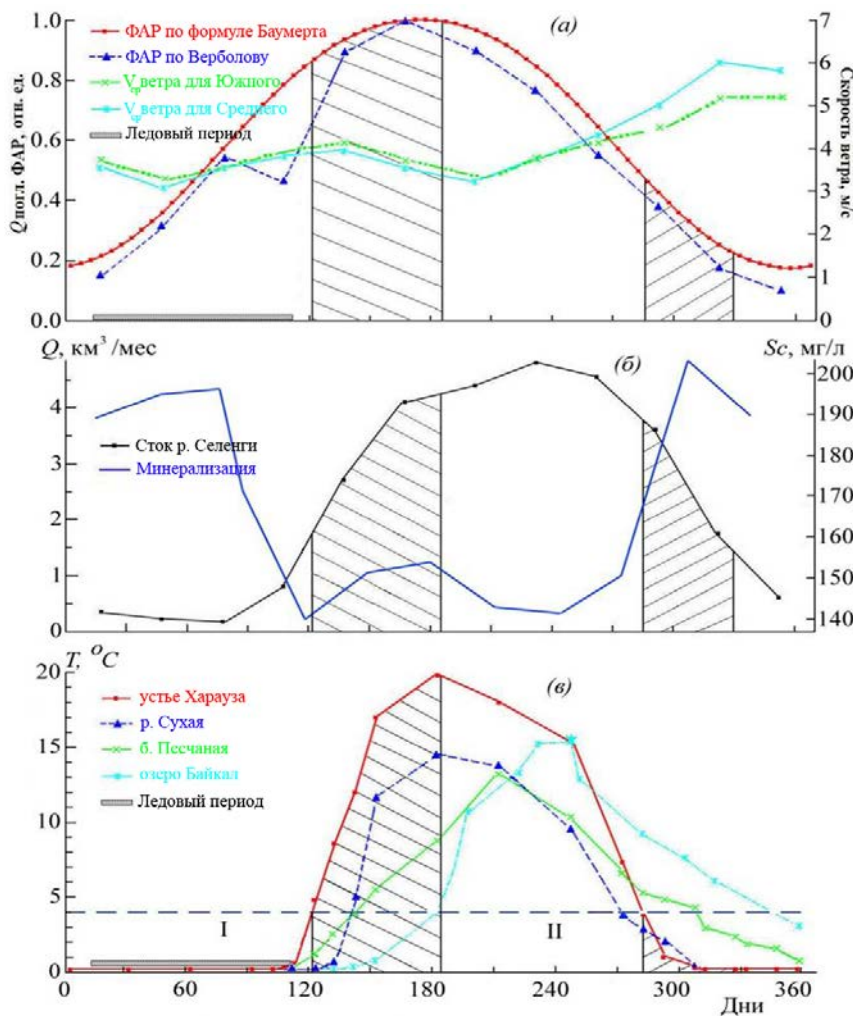 1.0
0.8
0.6
0.4
0.2
0.0
Qпогл. ФАР, отн. ед.
ФАР по формуле Баумерта
ФАР по Верболову
Vср ветра для Южного
Vср ветра для Среднего
Ледовый период
(а)
7
6
5
4
3
2
1
0
Скорость ветра, м/с
Q, км³ /мес
(б)
Sc, мг/л
4
3
2
1
0
Сток р. Селенги
Минерализация
200
190
180
170
160
150
140
T, °C
(в)
20
15
10
5
0
устье Харауза
р. Сухая
б. Песчаная
озеро Байкал
Ледовый период
I
II
0
60
120
180
240
300
360
Дни